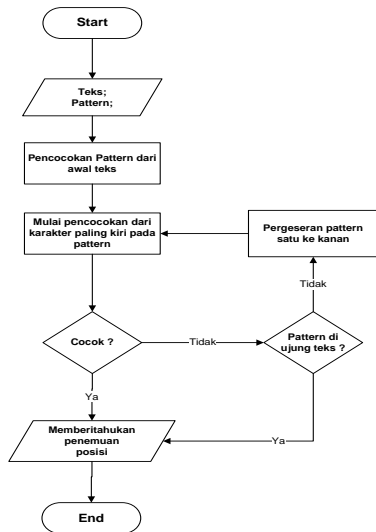 Start
Teks;
Pattern;
Pencocokan Pattern dari
awal teks
Mulai pencocokan dari
karakter paling kiri pada
pattern
Pergeseran pattern
satu ke kanan
Tidak
Cocok ?
Tidak
Pattern di
ujung teks ?
Ya
Ya
Memberitahukan
penemuan
posisi
End